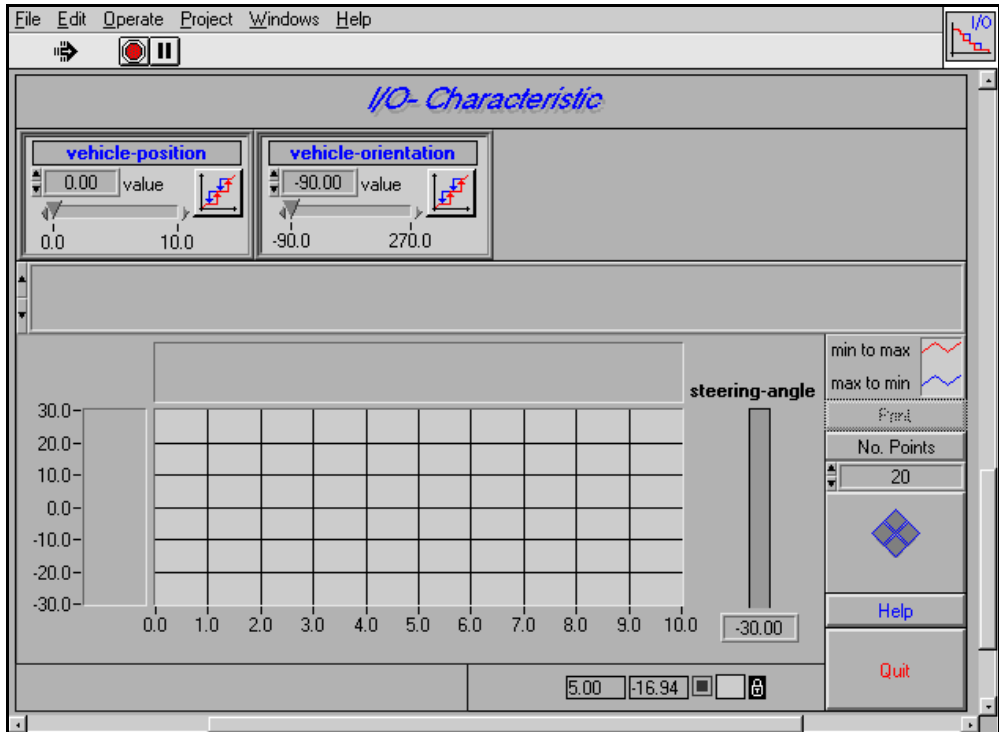 File Edit Operate Project Windows Help
I/O
I/O- Characteristic
vehicle-position
0.00 value
0.0 10.0
vehicle-orientation
-90.00 value
-90.0 270.0
min to max
max to min
Print
No. Points
20
Help
Quit
steering-angle
-30.00
30.0
20.0
10.0
0.0
-10.0
-20.0
-30.0
0.0 1.0 2.0 3.0 4.0 5.0 6.0 7.0 8.0 9.0 10.0
5.00 -16.94